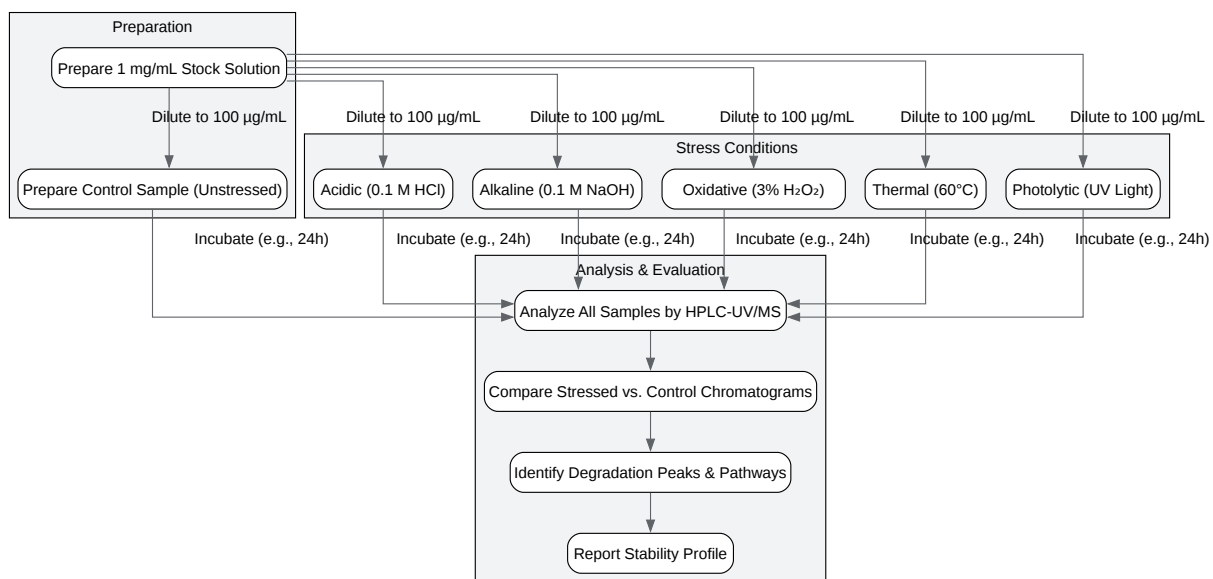 Preparation
Prepare 1 mg/mL Stock Solution
Dilute to 100 µg/mL
Dilute to 100 µg/mL
Dilute to 100 µg/mL
Dilute to 100 µg/mL
Dilute to 100 µg/mL
Dilute to 100 µg/mL
Stress Conditions
Prepare Control Sample (Unstressed)
Acidic (0.1 M HCl)
Alkaline (0.1 M NaOH)
Oxidative (3% H₂O₂)
Thermal (60°C)
Photolytic (UV Light)
Incubate (e.g., 24h)
Incubate (e.g., 24h)
Incubate (e.g., 24h)
Incubate (e.g., 24h)
Incubate (e.g., 24h)
Incubate (e.g., 24h)
Analysis & Evaluation
Analyze All Samples by HPLC-UV/MS
Compare Stressed vs. Control Chromatograms
Identify Degradation Peaks & Pathways
Report Stability Profile